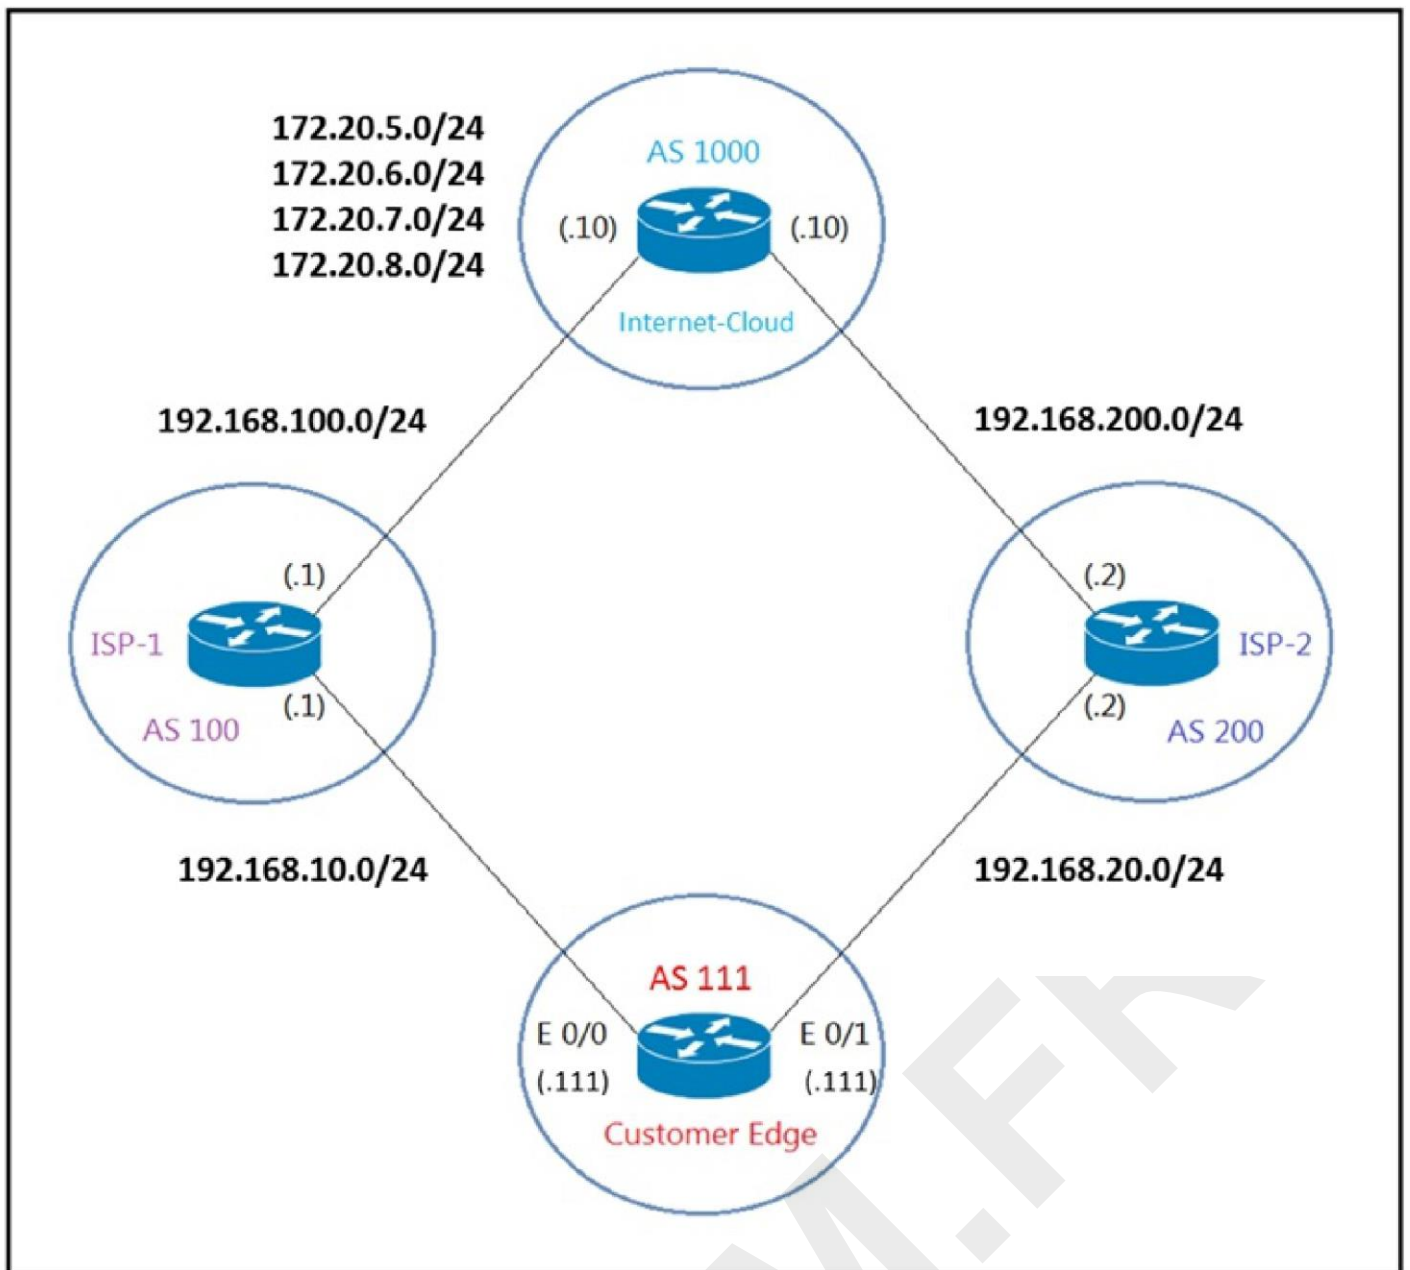 172.20.5.0/24
172.20.6.0/24
172.20.7.0/24
172.20.8.0/24
AS 1000
(.10)
(.10)
Internet-Cloud
192.168.100.0/24
192.168.200.0/24
(.1)
ISP-1
(.1)
AS 100
(.2)
ISP-2
(.2)
AS 200
192.168.10.0/24
192.168.20.0/24
AS 111
E 0/0
(.111)
E 0/1
(.111)
Customer Edge